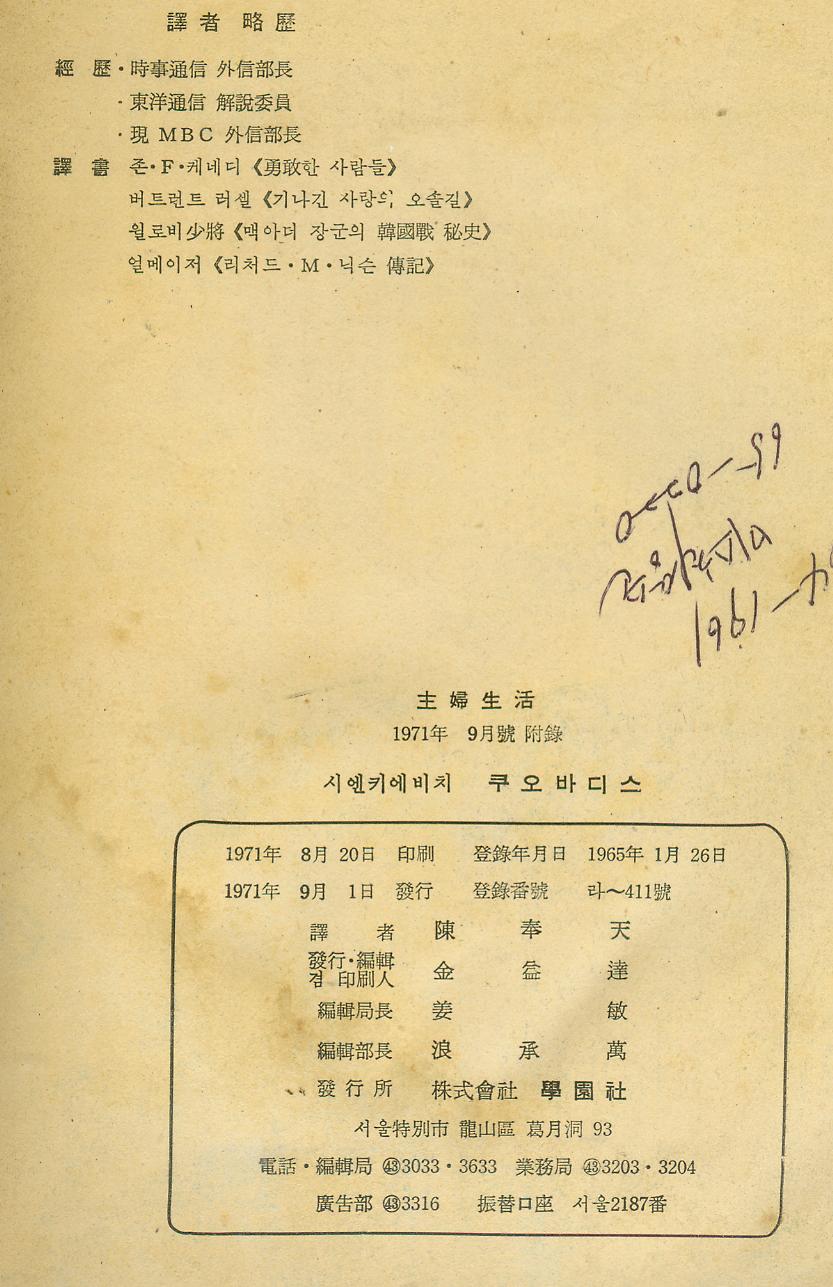 譯者 略歷
經 歷・時事通信 外信部長
・東洋通信 解說委員
・現 MBC 外信部長
譯 書 존・F・케네디 《勇敢한 사람들》
버트런트 러셀 《기나긴 사랑의 오솔길》
윌로비少將 《맥아더 장군의 韓國戰 秘史》
얼메이저 《리처드・M・닉슨 傳記》
主婦生活
1971年 9月號 附錄
시엔키에비치 쿠오바디스
1971年 8月 20日 印刷 登錄年月日 1965年 1月 26日
1971年 9月 1日 發行 登錄番號 라〜411號
譯者 陳奉天
發行・編輯
겸 印刷人 金益達
編輯局長 姜敏
編輯部長 浪承萬
發行所 株式會社 學園社
서울特別市 龍山區 葛月洞 93
電話・編輯局 ㊸3033・3633 業務局 ㊸3203・3204
廣告部 ㊸3316 振替口座 서울2187番